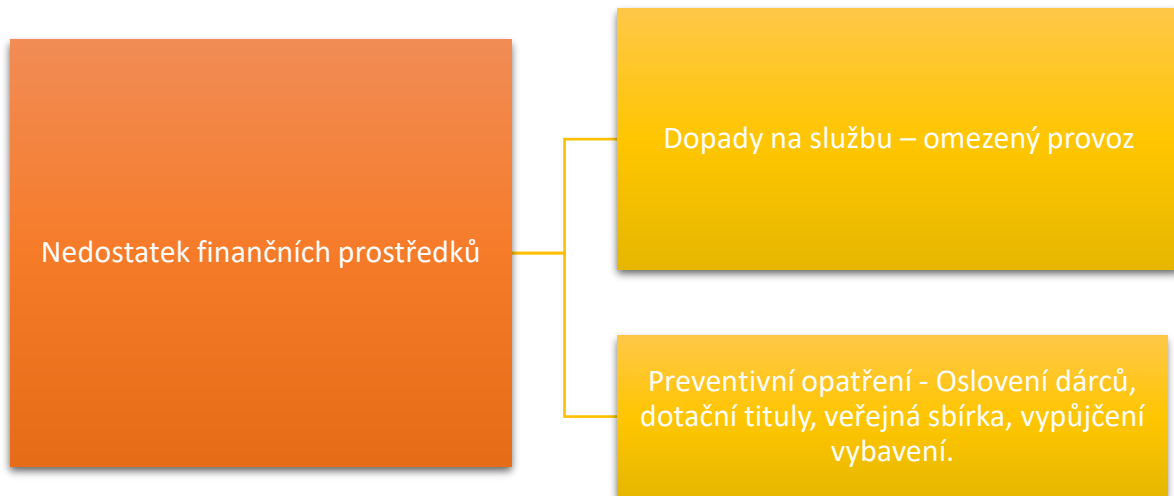 Nedostatek finančních prostředků
Dopady na službu – omezený provoz
Preventivní opatření - Oslovení dárců,
dotační tituly, veřejná sbírka, vypůjčení
vybavení.